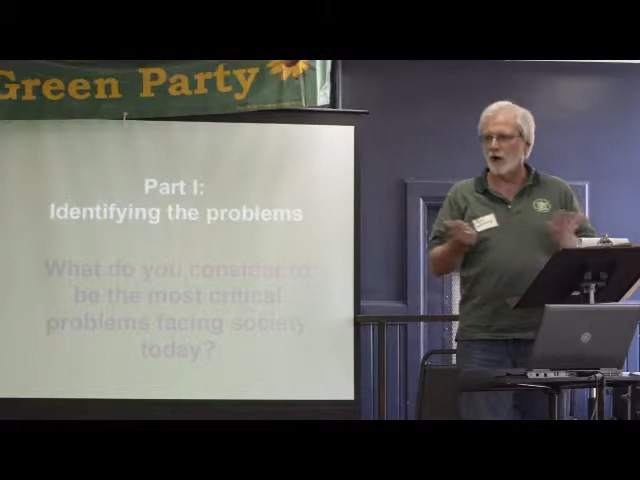 Green Party
Part I:
Identifying the problems
What do you consider to
be the most critical
problems facing society
today?